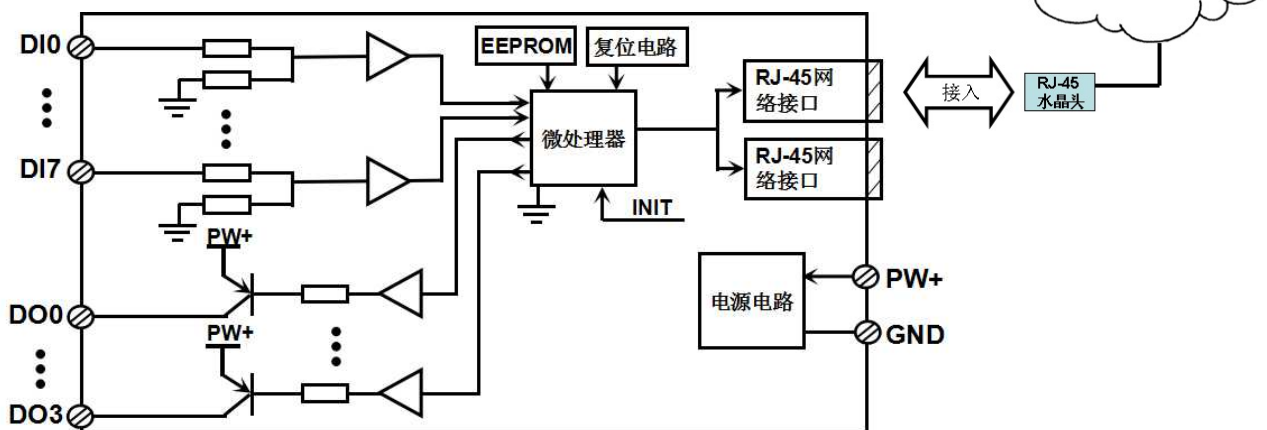 DI0
DI7
DO0
DO3
PW+
PW+
EEPROM
复位电路
微处理器
INIT
RJ-45网
络接口
RJ-45网
络接口
接入
RJ-45
水晶头
电源电路
PW+
GND